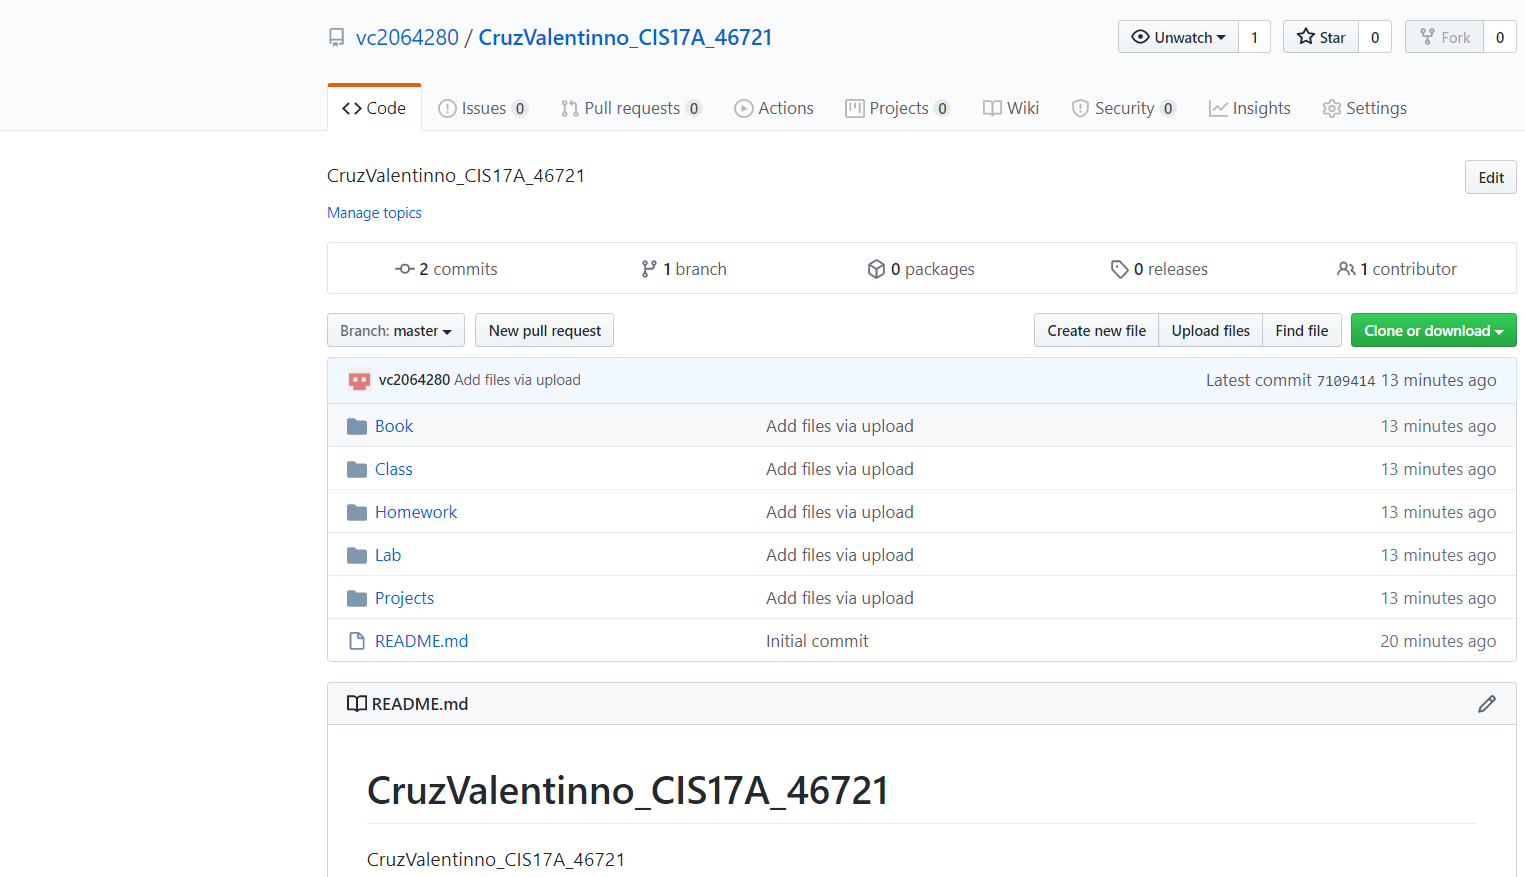 vc2064280 / CruzValentinno_CIS17A_46721
Unwatch 1 Star 0 Fork 0
Code Issues 0 Pull requests 0 Actions Projects 0 Wiki Security 0 Insights Settings
CruzValentinno_CIS17A_46721
Edit
Manage topics
2 commits 1 branch 0 packages 0 releases 1 contributor
Branch: master New pull request Create new file Upload files Find file Clone or download
vc2064280 Add files via upload Latest commit 7109414 13 minutes ago
Book Add files via upload 13 minutes ago
Class Add files via upload 13 minutes ago
Homework Add files via upload 13 minutes ago
Lab Add files via upload 13 minutes ago
Projects Add files via upload 13 minutes ago
README.md Initial commit 20 minutes ago
README.md
CruzValentinno_CIS17A_46721
CruzValentinno_CIS17A_46721